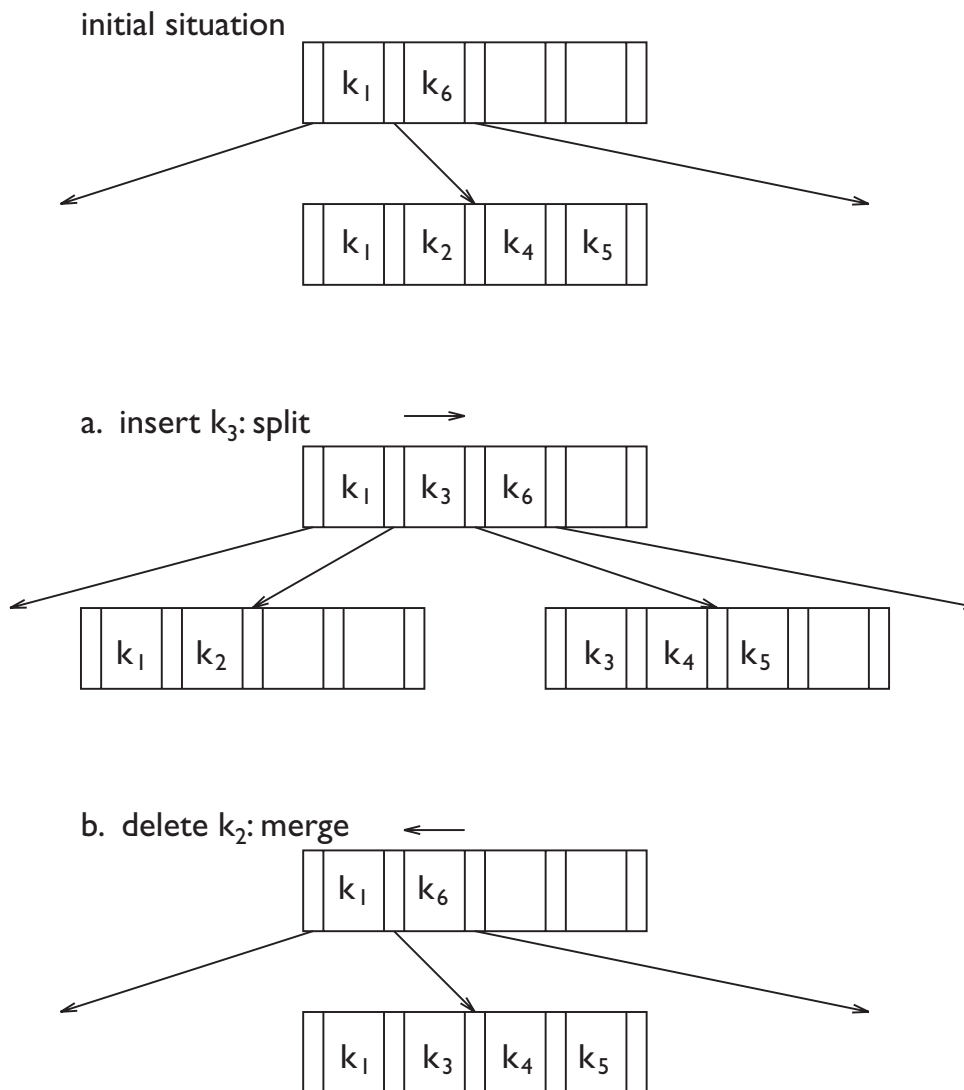 initial situation
k₁ k₆
k₁ k₂ k₄ k₅
a. insert k₃: split
k₁ k₃ k₆
k₁ k₂ k₃ k₄ k₅
b. delete k₂: merge
k₁ k₆
k₁ k₃ k₄ k₅